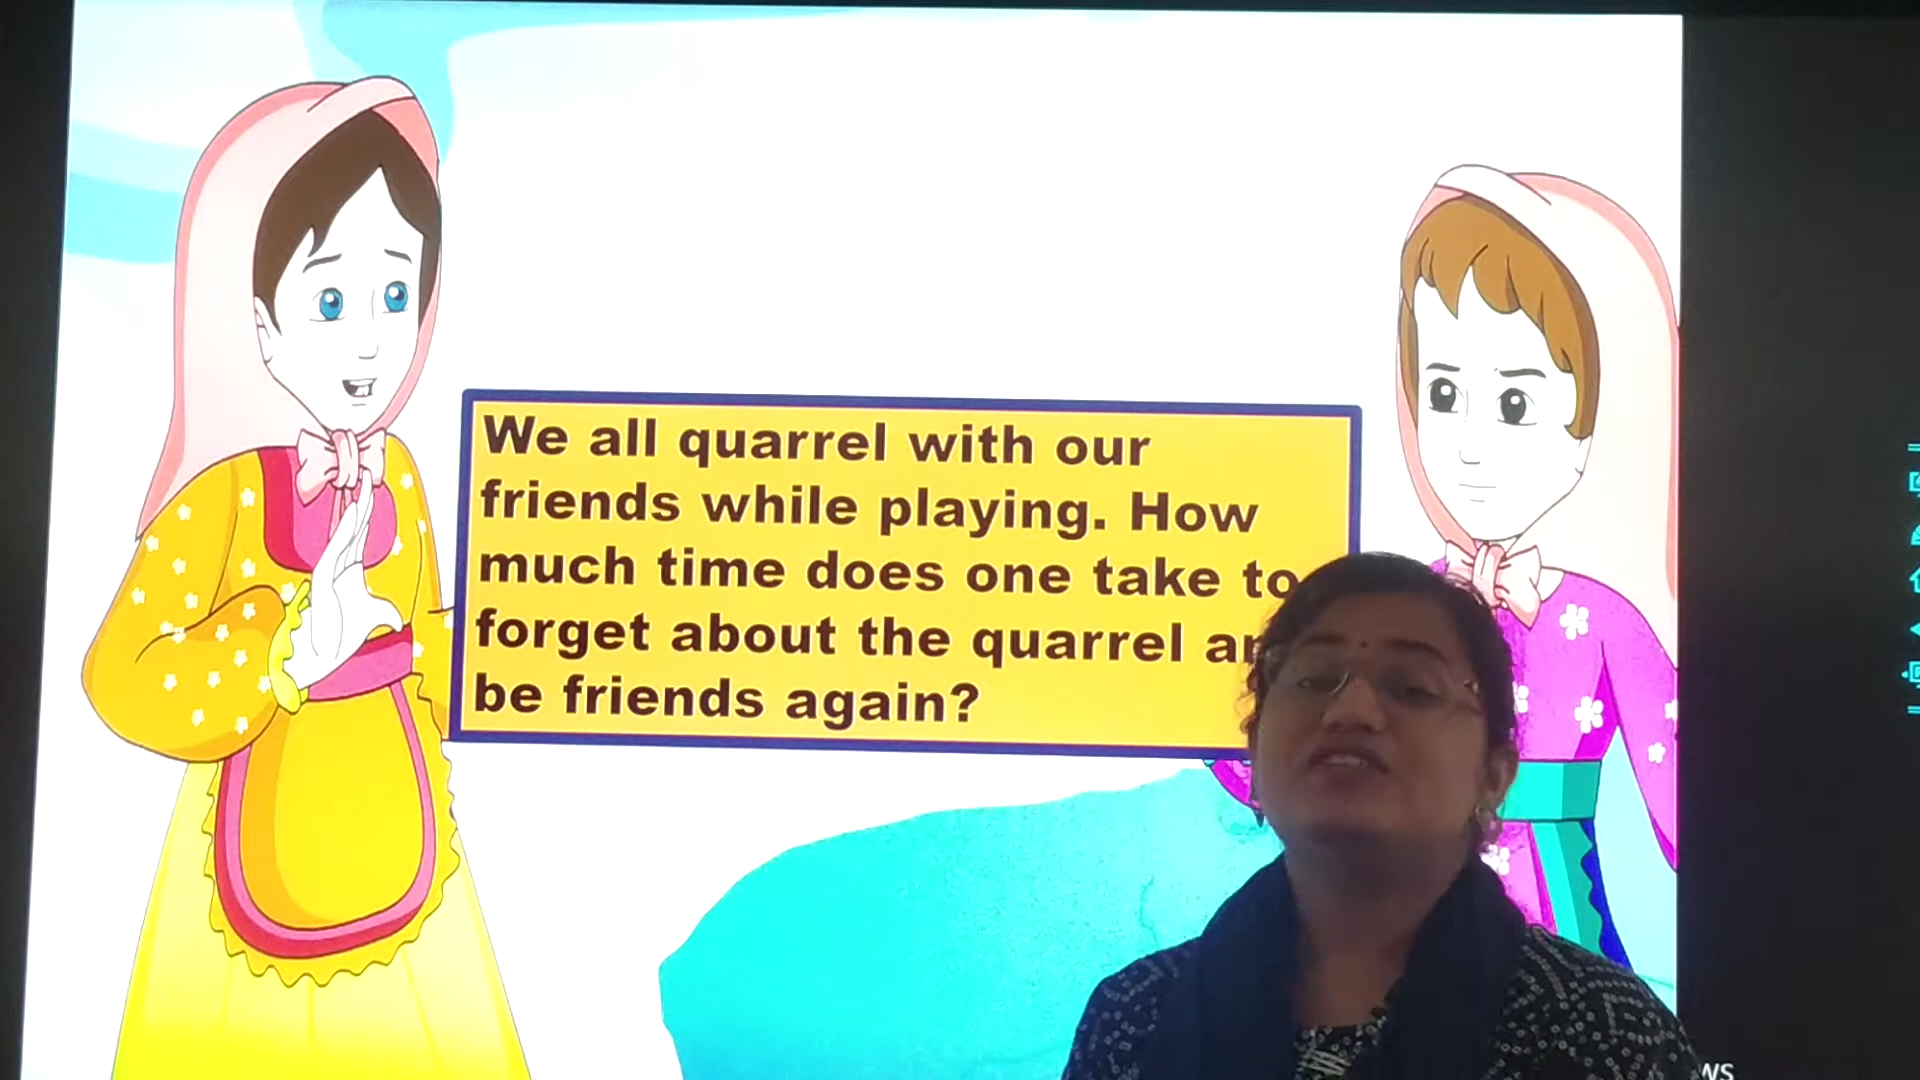 We all quarrel with our
friends while playing. How
much time does one take to
forget about the quarrel
be friends again?